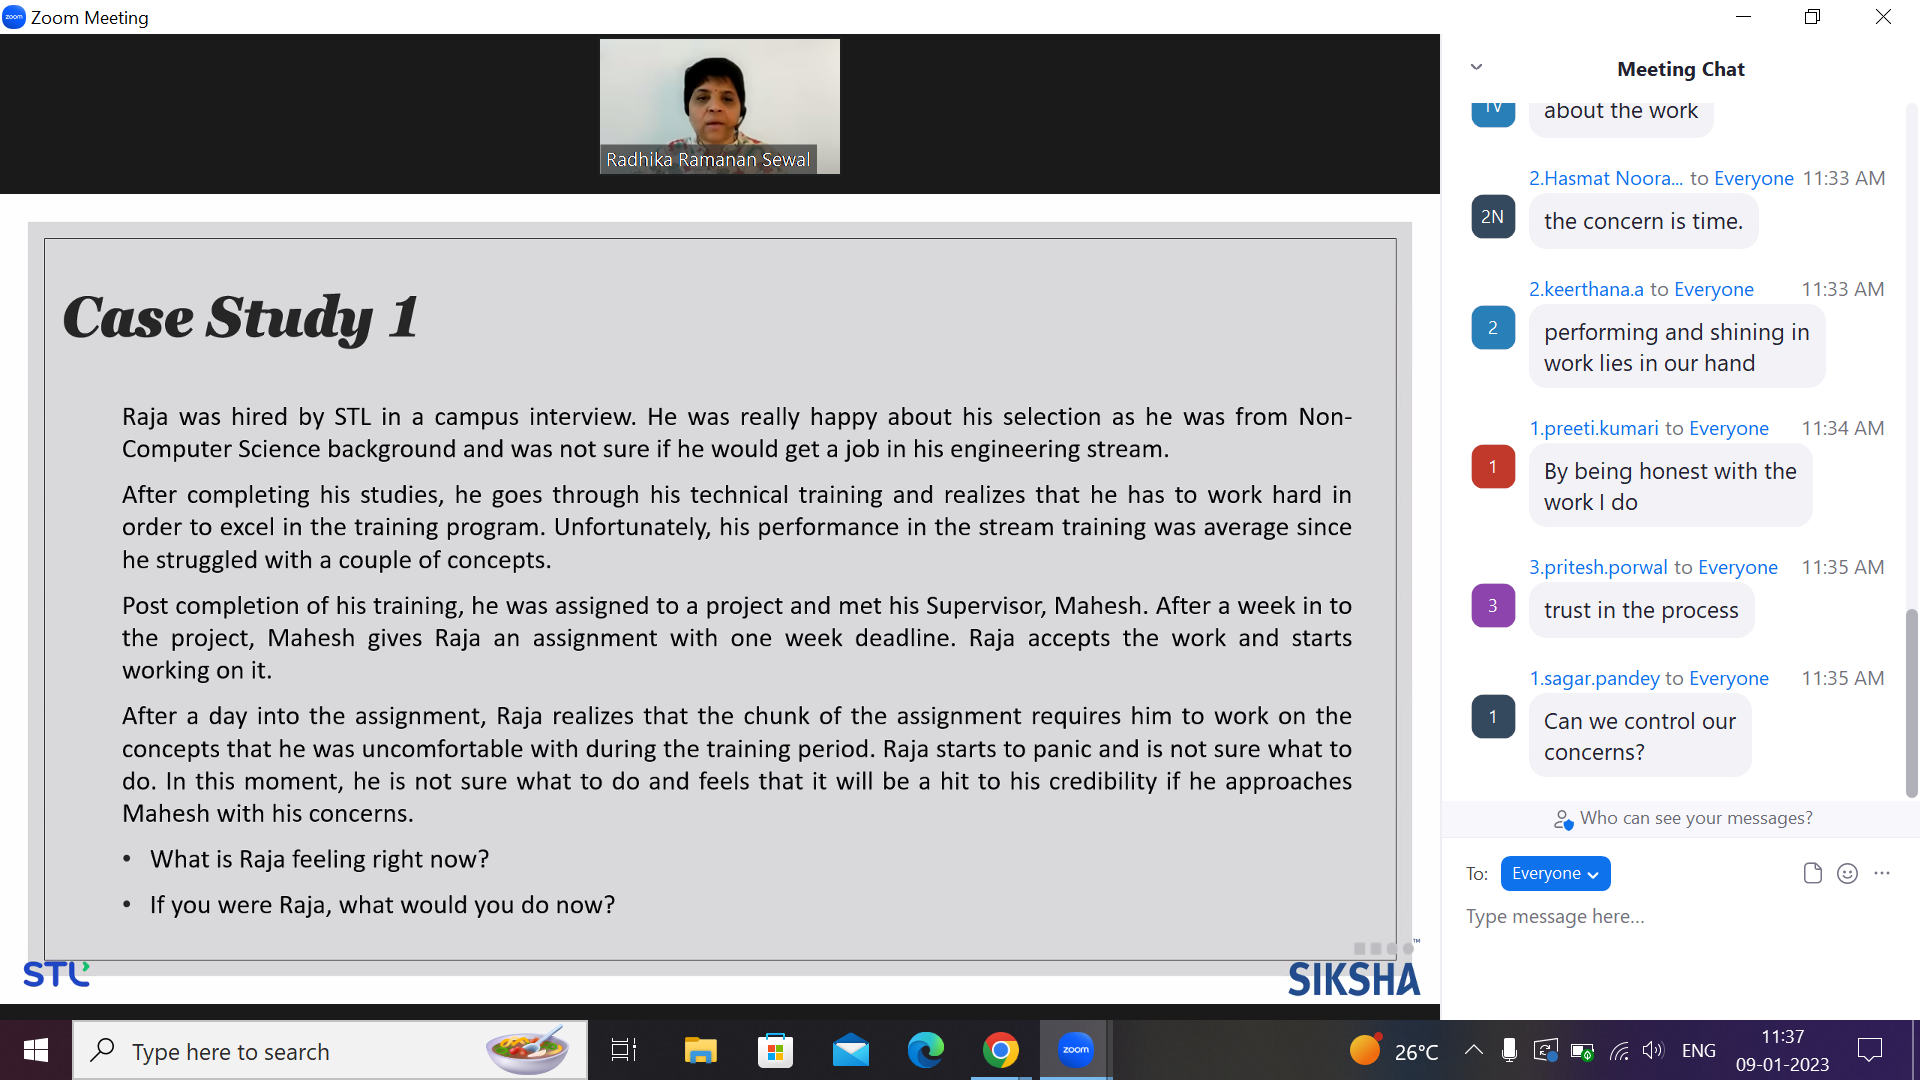 zoom Zoom Meeting
Radhika Ramanan Sewal
Case Study 1
Raja was hired by STL in a campus interview. He was really happy about his selection as he was from Non-
Computer Science background and was not sure if he would get a job in his engineering stream.
After completing his studies, he goes through his technical training and realizes that he has to work hard in
order to excel in the training program. Unfortunately, his performance in the stream training was average since
he struggled with a couple of concepts.
Post completion of his training, he was assigned to a project and met his Supervisor, Mahesh. After a week in to
the project, Mahesh gives Raja an assignment with one week deadline. Raja accepts the work and starts
working on it.
After a day into the assignment, Raja realizes that the chunk of the assignment requires him to work on the
concepts that he was uncomfortable with during the training period. Raja starts to panic and is not sure what to
do. In this moment, he is not sure what to do and feels that it will be a hit to his credibility if he approaches
Mahesh with his concerns.
• What is Raja feeling right now?
• If you were Raja, what would you do now?
STL
SIKSHA
™
Meeting Chat
1V
about the work
2.Hasmat Noora... to Everyone 11:33 AM
2N
the concern is time.
2.keerthana.a to Everyone 11:33 AM
2
performing and shining in
work lies in our hand
1.preeti.kumari to Everyone 11:34 AM
1
By being honest with the
work I do
3.pritesh.porwal to Everyone 11:35 AM
3
trust in the process
1.sagar.pandey to Everyone 11:35 AM
1
Can we control our
concerns?
Who can see your messages?
To: Everyone
Type message here...
Type here to search
zoom
26°C
ENG
11:37
09-01-2023